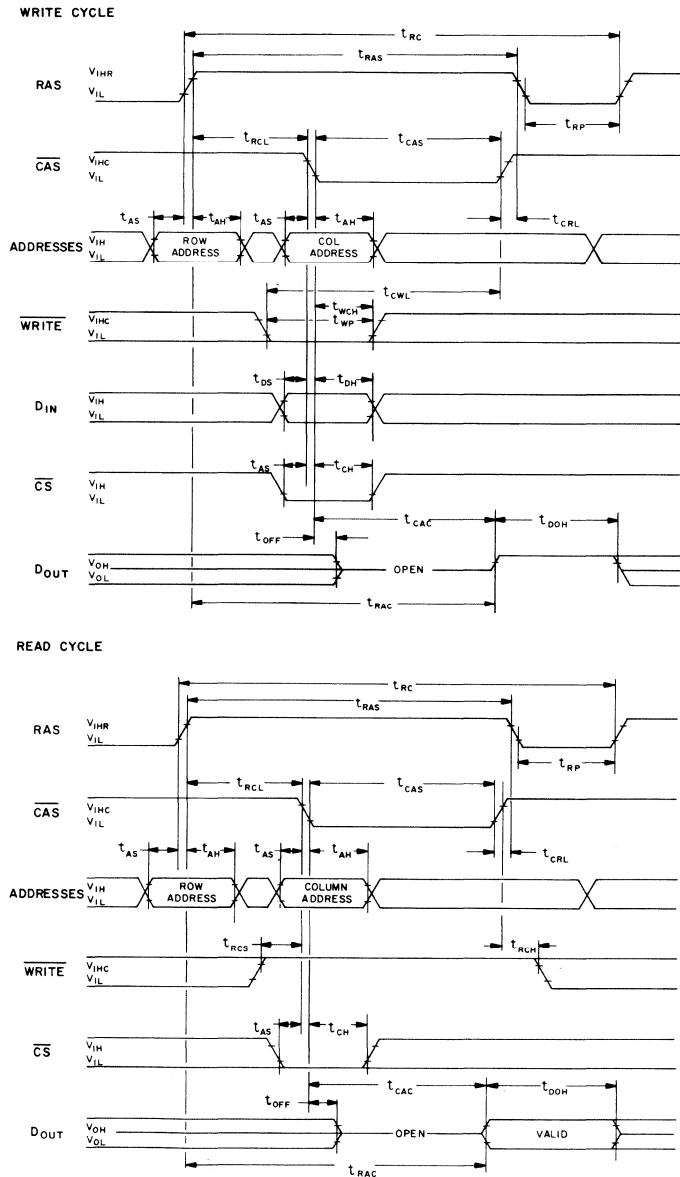 WRITE CYCLE
tRC
tRAS
RAS VIHR
VIL
tRP
tRCL tCAS
CAS VIHC
VIL
tAS tAH tAS tAH tCRL
ADDRESSES VIH
VIL
ROW ADDRESS
COL ADDRESS
tCWL
tWCH
WRITE VIHC
VIL
tWP
tDS tDH
DIN VIH
VIL
tAS tCH
CS VIH
VIL
tCAC tDOH
tOFF
DOUT VOH
VOL
OPEN
tRAC
READ CYCLE
tRC
tRAS
RAS VIHR
VIL
tRP
tRCL tCAS
CAS VIHC
VIL
tAS tAH tAS tAH tCRL
ADDRESSES VIH
VIL
ROW ADDRESS
COLUMN ADDRESS
tRCS tRCH
WRITE VIHC
VIL
tAS tCH
CS VIH
VIL
tCAC tDOH
tOFF
DOUT VOH
VOL
OPEN VALID
tRAC